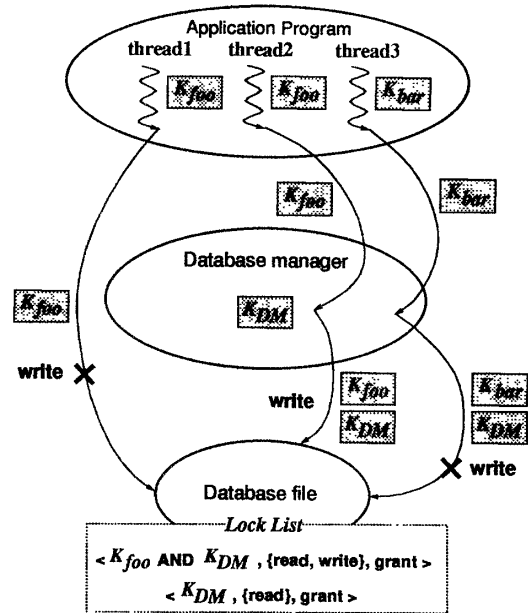 Application Program
thread1 thread2 thread3
K_foo K_foo K_bar
K_foo
K_bar
Database manager
K_DM
K_foo
write
write
K_foo
K_DM
K_bar
K_DM
write
Database file
Lock List
< K_foo AND K_DM , {read, write}, grant >
< K_DM , {read}, grant >